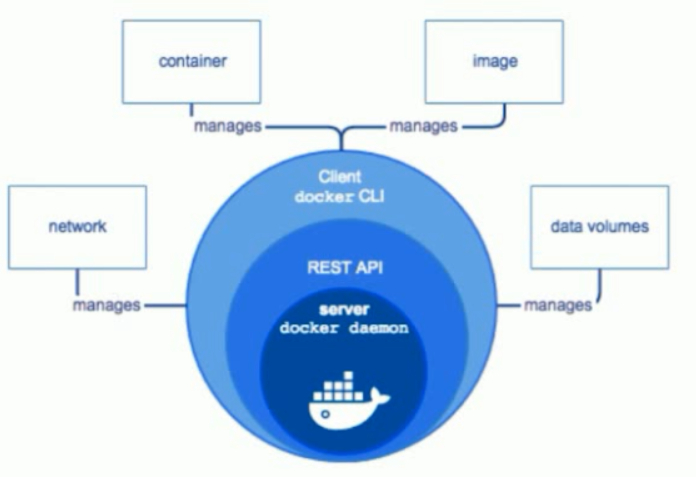 container
image
manages
manages
Client
docker CLI
network
data volumes
REST API
manages
server
manages
docker daemon